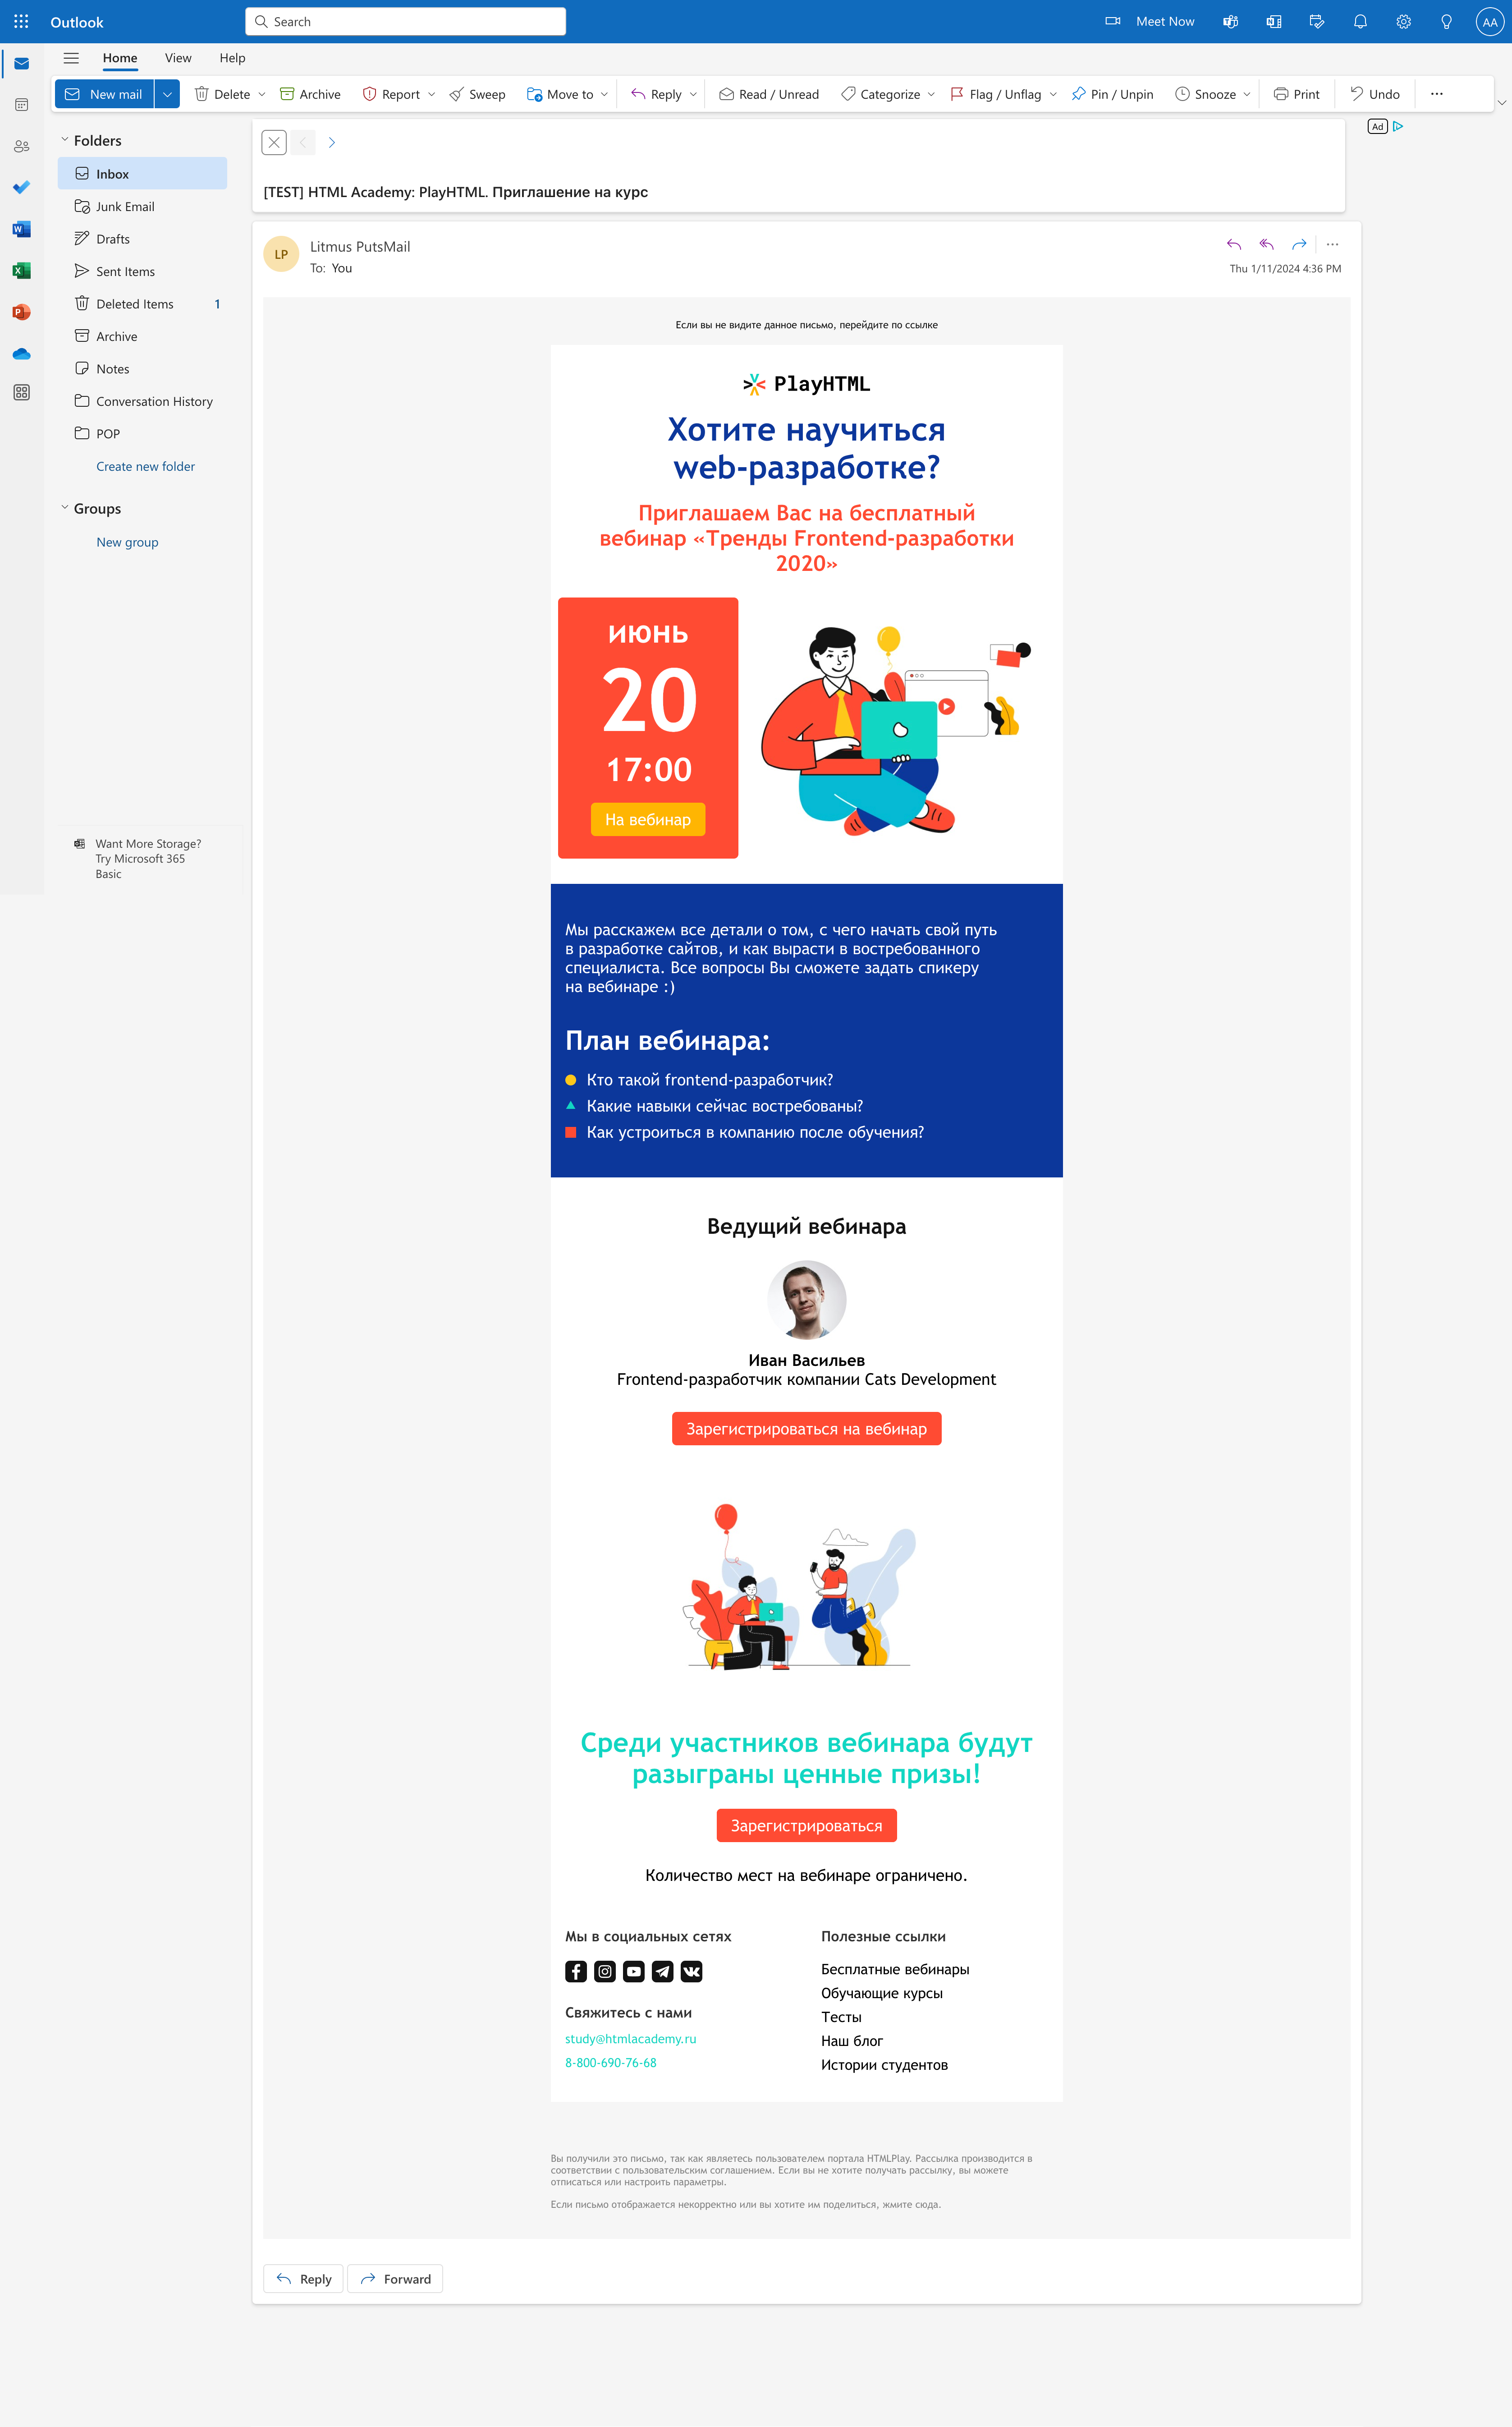 Outlook
Search
Meet Now
AA
Home View Help
New mail Delete Archive Report Sweep Move to Reply Read / Unread Categorize Flag / Unflag Pin / Unpin Snooze Print Undo
Folders
Inbox
Junk Email
Drafts
Sent Items
Deleted Items 1
Archive
Notes
Conversation History
POP
Create new folder
Groups
New group
Want More Storage?
Try Microsoft 365
Basic
Ad
[TEST] HTML Academy: PlayHTML. Приглашение на курс
LP
Litmus PutsMail
To: You
Thu 1/11/2024 4:36 PM
Если вы не видите данное письмо, перейдите по ссылке
PlayHTML
Хотите научиться
web-разработке?
Приглашаем Вас на бесплатный
вебинар «Тренды Frontend-разработки
2020»
июнь
20
17:00
На вебинар
Мы расскажем все детали о том, с чего начать свой путь
в разработке сайтов, и как вырасти в востребованного
специалиста. Все вопросы Вы сможете задать спикеру
на вебинаре :)
План вебинара:
Кто такой frontend-разработчик?
Какие навыки сейчас востребованы?
Как устроиться в компанию после обучения?
Ведущий вебинара
Иван Васильев
Frontend-разработчик компании Cats Development
Зарегистрироваться на вебинар
Среди участников вебинара будут
разыграны ценные призы!
Зарегистрироваться
Количество мест на вебинаре ограничено.
Мы в социальных сетях
Свяжитесь с нами
study@htmlacademy.ru
8-800-690-76-68
Полезные ссылки
Бесплатные вебинары
Обучающие курсы
Тесты
Наш блог
Истории студентов
Вы получили это письмо, так как являетесь пользователем портала HTMLPlay. Рассылка производится в
соответствии с пользовательским соглашением. Если вы не хотите получать рассылку, вы можете
отписаться или настроить параметры.
Если письмо отображается некорректно или вы хотите им поделиться, жмите сюда.
Reply Forward